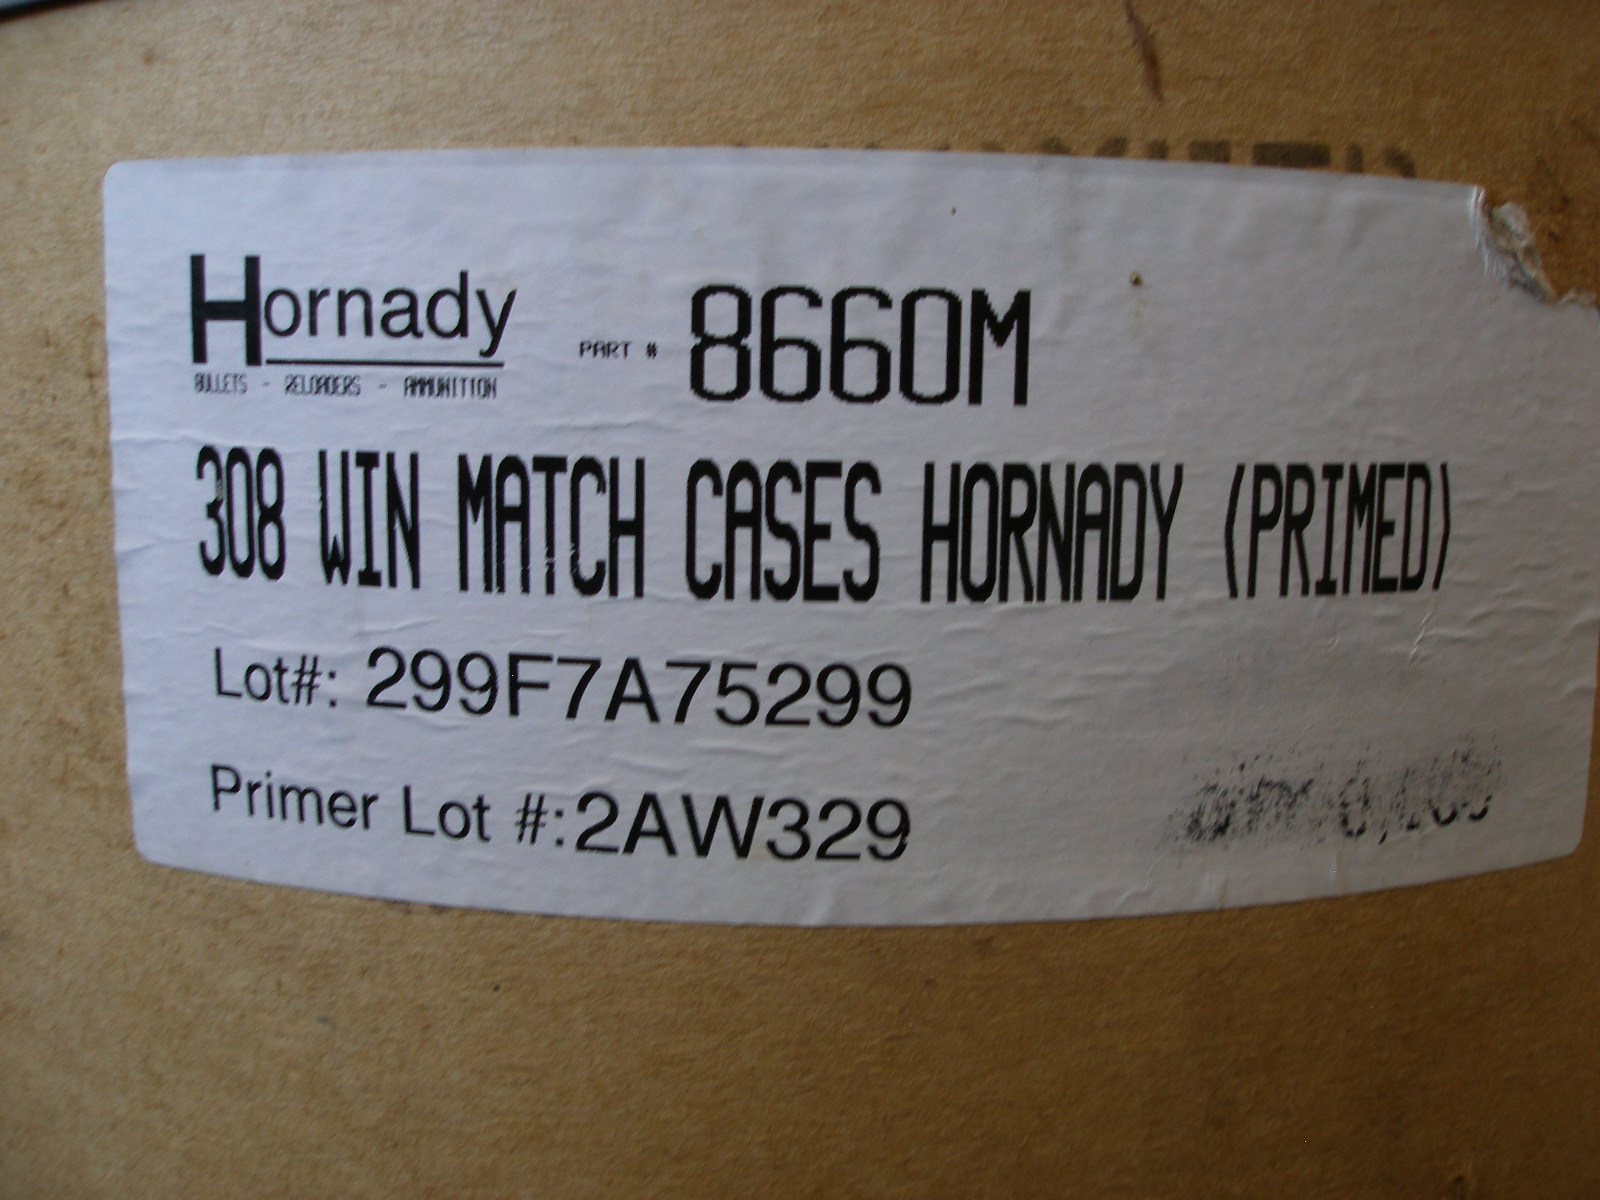 Hornady
BULLETS - RELOADERS - AMMUNITION
PART # 8660M
308 WIN MATCH CASES HORNADY (PRIMED)
Lot#: 299F7A75299
Primer Lot #:2AW329